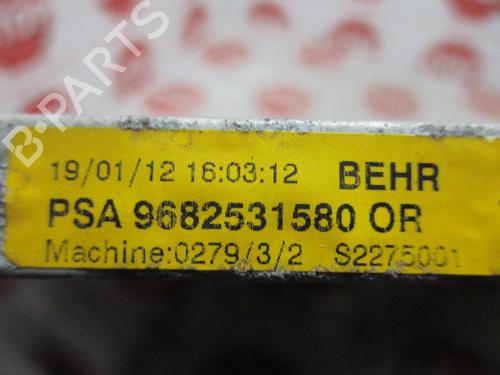 B-PARTS
19/01/12 16:03:12 BEHR
PSA 9682531580 OR
Machine:0279/3/2 S2275001